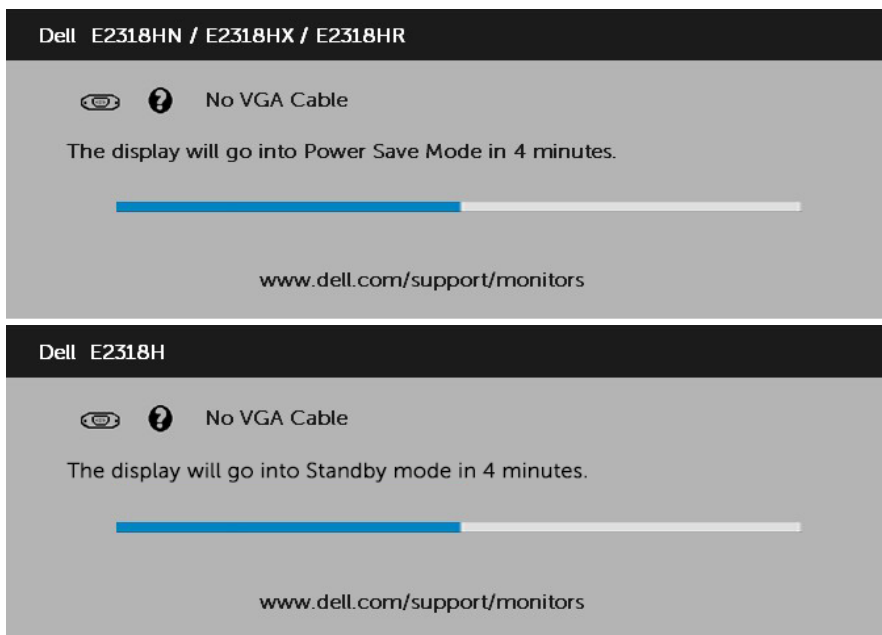 Dell E2318HN / E2318HX / E2318HR
No VGA Cable
The display will go into Power Save Mode in 4 minutes.
www.dell.com/support/monitors
Dell E2318H
No VGA Cable
The display will go into Standby mode in 4 minutes.
www.dell.com/support/monitors